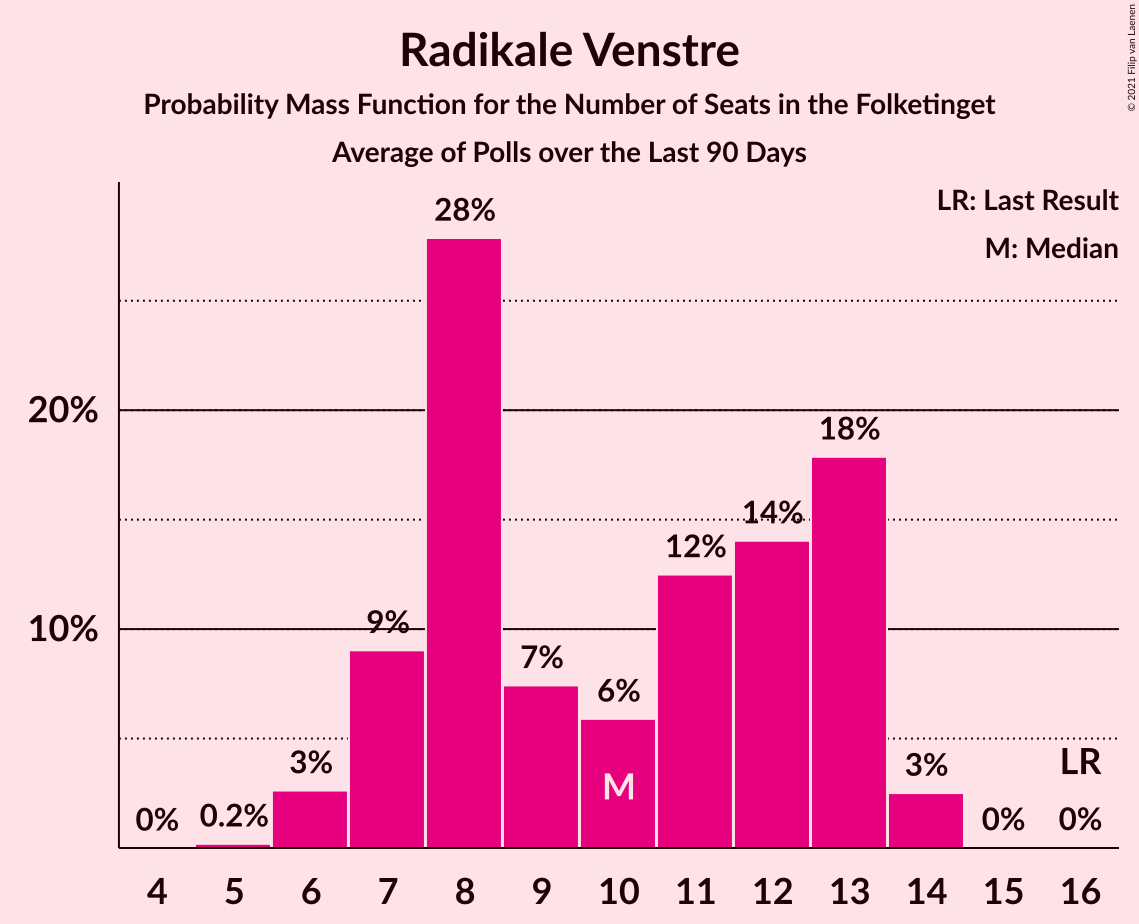 Radikale Venstre
Probability Mass Function for the Number of Seats in the Folketinget
Average of Polls over the Last 90 Days
© 2021 Filip van Laenen
LR: Last Result
M: Median
28%
20%
18%
14%
12%
10%
9%
7%
6%
3%
3%
LR
M
0%
0.2%
0%
0%
4 5 6 7 8 9 10 11 12 13 14 15 16